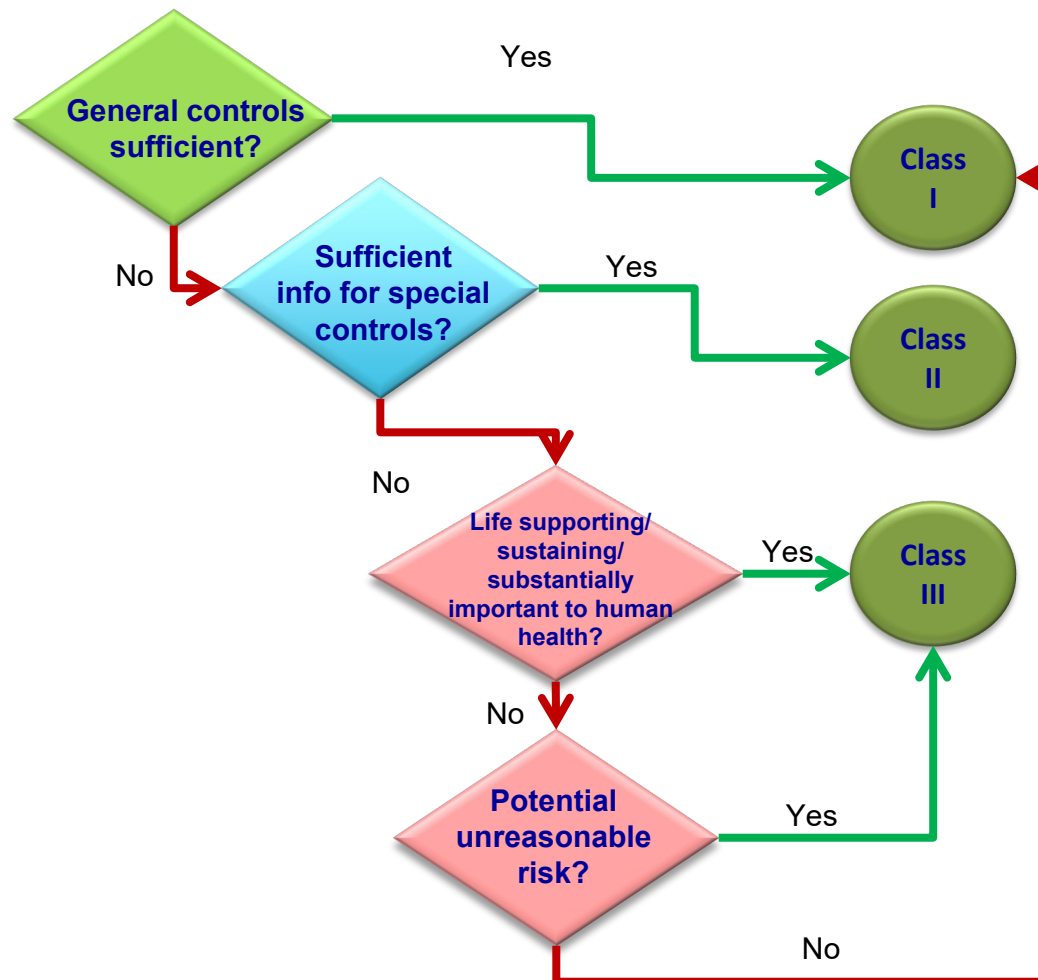 Yes
General controls
sufficient?
Class
I
No
Sufficient
info for special
controls?
Yes
Class
II
No
Life supporting/
sustaining/
substantially
important to human
health?
Yes
Class
III
No
Potential
unreasonable
risk?
Yes
No